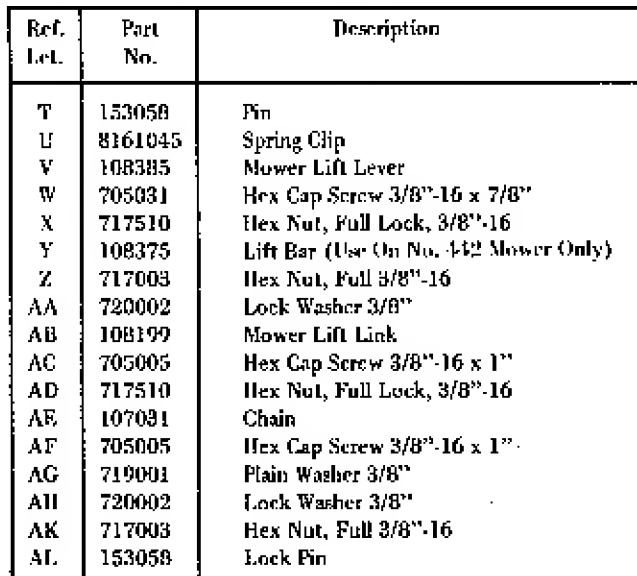 Ref. Let. Part No. Description
T 153058 Pin
U 8161045 Spring Clip
V 108385 Mower Lift Lever
W 705031 Hex Cap Screw 3/8"-16 x 7/8"
X 717510 Hex Nut, Full Lock, 3/8"-16
Y 108375 Lift Bar (Use On No. 442 Mower Only)
Z 717003 Hex Nut, Full 3/8"-16
AA 720002 Lock Washer 3/8"
AB 108199 Mower Lift Link
AC 705005 Hex Cap Screw 3/8"-16 x 1"
AD 717510 Hex Nut, Full Lock, 3/8"-16
AE 107031 Chain
AF 705005 Hex Cap Screw 3/8"-16 x 1"
AG 719001 Plain Washer 3/8"
AH 720002 Lock Washer 3/8"
AK 717003 Hex Nut, Full 3/8"-16
AL 153058 Lock Pin